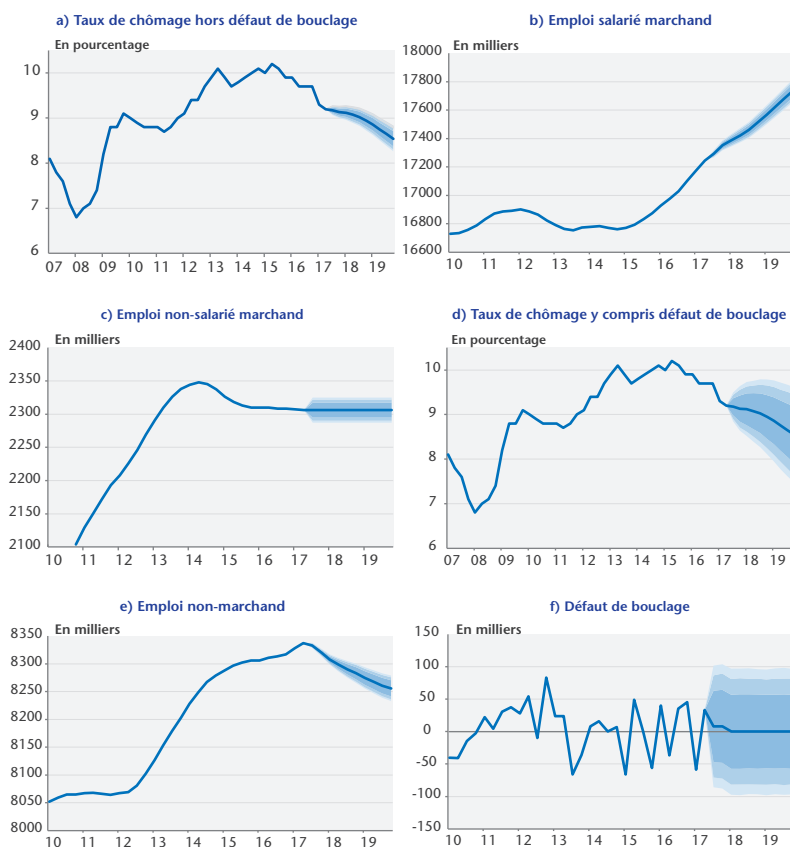 a) Taux de chômage hors défaut de bouclage
En pourcentage
10
9
8
7
6
07 08 09 10 11 12 13 14 15 16 17 18 19
b) Emploi salarié marchand
En milliers
18000
17800
17600
17400
17200
17000
16800
16600
10 11 12 13 14 15 16 17 18 19
c) Emploi non-salarié marchand
En milliers
2400
2350
2300
2250
2200
2100
10 11 12 13 14 15 16 17 18 19
d) Taux de chômage y compris défaut de bouclage
En pourcentage
10
9
8
7
6
07 08 09 10 11 12 13 14 15 16 17 18 19
e) Emploi non-marchand
En milliers
8350
8300
8250
8200
8150
8100
8050
8000
10 11 12 13 14 15 16 17 18 19
f) Défaut de bouclage
En milliers
150
100
50
0
-50
-100
-150
10 11 12 13 14 15 16 17 18 19